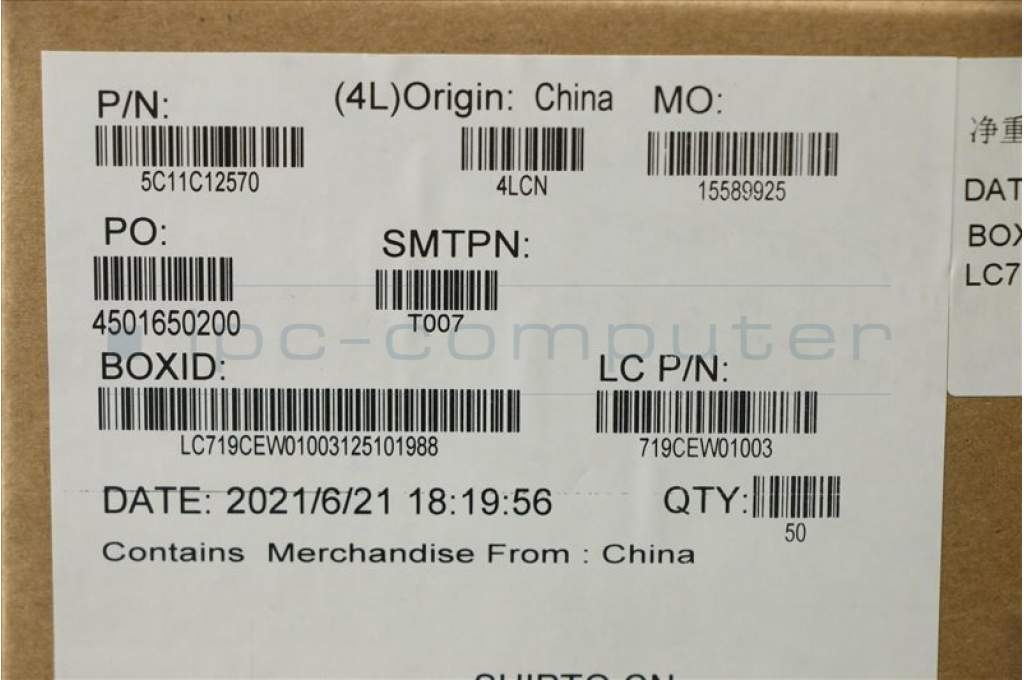 P/N:
5C11C12570
(4L)Origin: China
4LCN
MO:
15589925
PO:
4501650200
SMTPN:
T007
ipc-computer
BOXID:
LC719CEW01003125101988
LC P/N:
719CEW01003
DATE: 2021/6/21 18:19:56
QTY:
50
Contains Merchandise From : China
净重
DAT
BOX
LC7